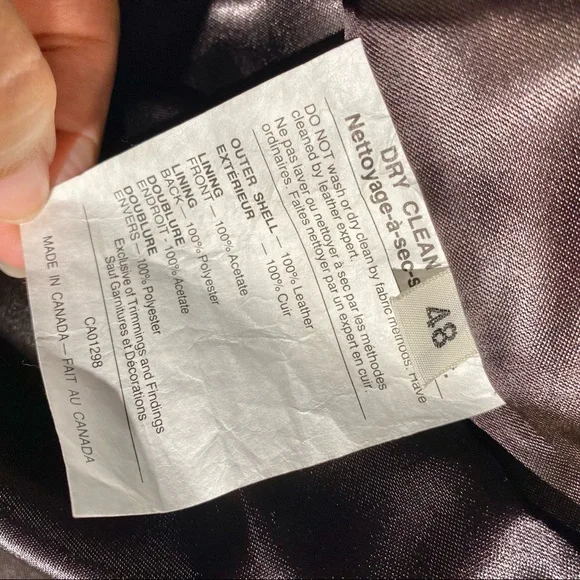 DRY CLEAN
Nettoyage-à-sec-s
DO NOT wash or dry clean by fabric methods. Have
cleaned by leather expert.
Ne pas laver ou nettoyer à sec par les méthodes
ordinaires. Faites nettoyer par un expert en cuir.
OUTER SHELL — 100% Leather
EXTÉRIEUR — 100% Cuir
LINING
FRONT — 100% Acetate
LINING
BACK - 100% Polyester
DOUBLURE
ENDROIT -100% Acetate
DOUBLURE
ENVERS -100% Polyester
Exclusive of Trimmings and Findings
Sauf Garnitures et Décorations
CA01298
MADE IN CANADA — FAIT AU CANADA
48